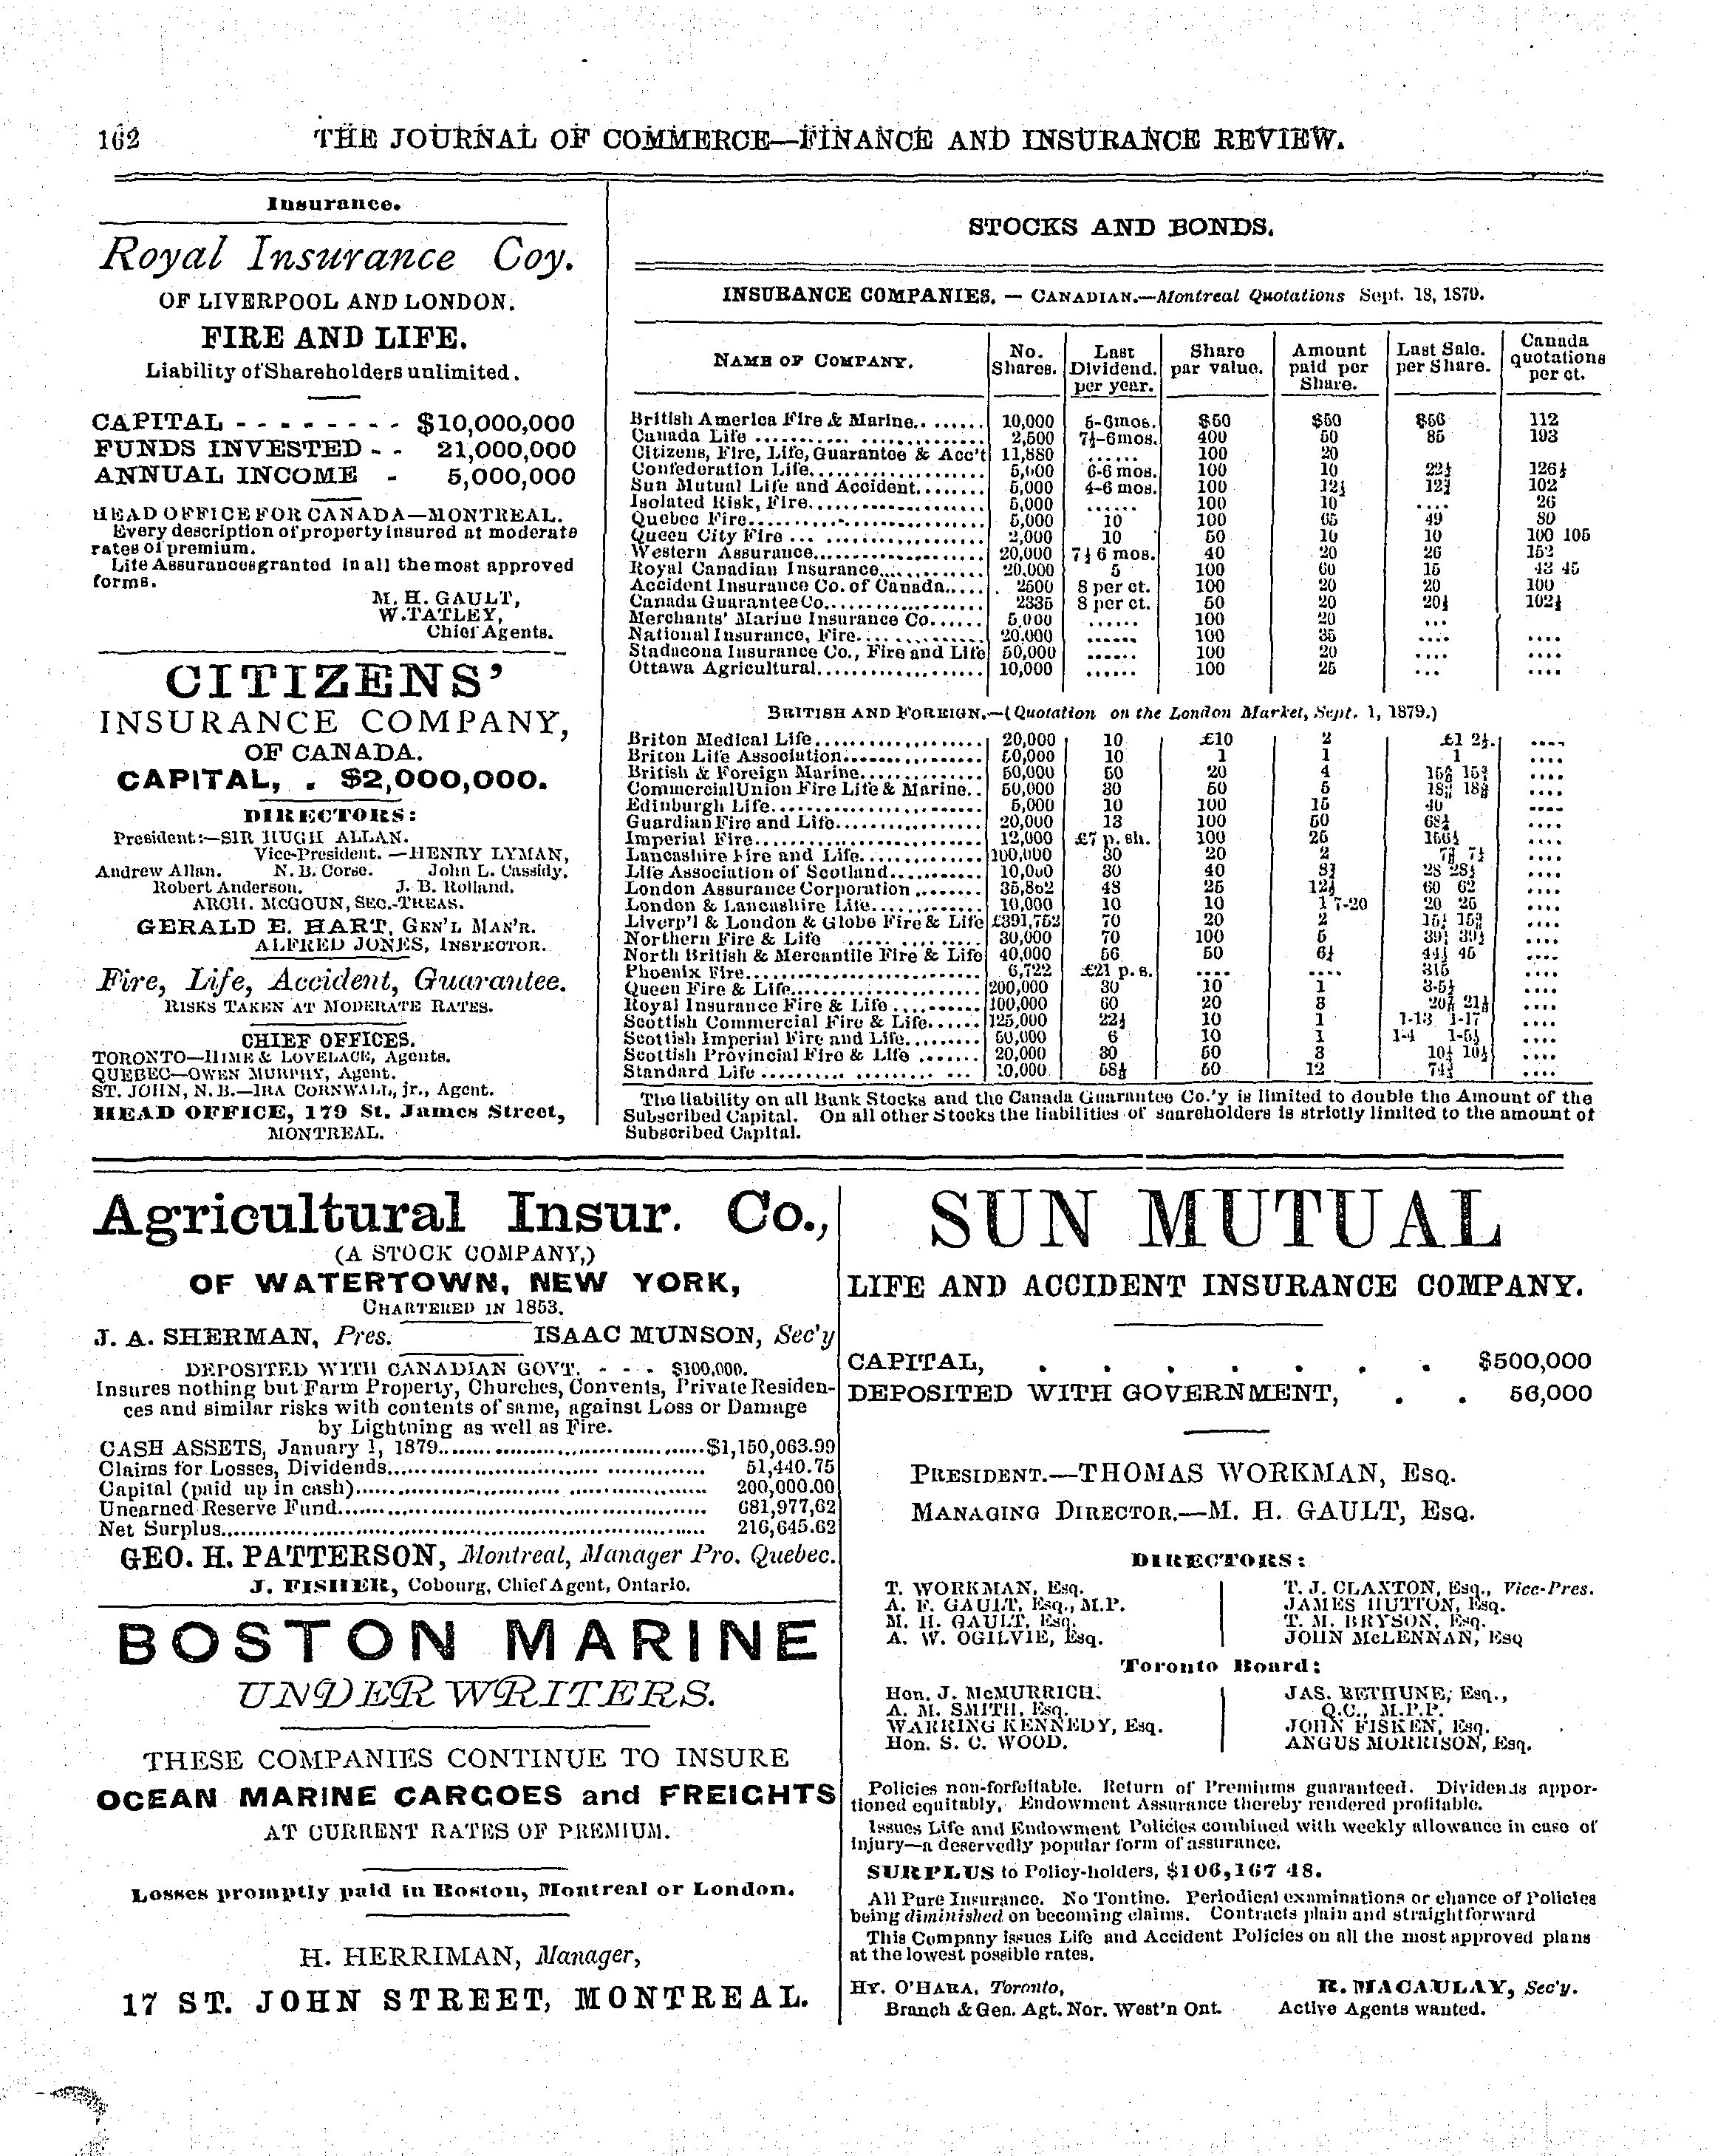 162 THE JOURNAL OF COMMERCE—FINANCE AND INSURANCE REVIEW.
Insurance.
Royal Insurance Coy.
OF LIVERPOOL AND LONDON.
FIRE AND LIFE.
Liability of Shareholders unlimited.
CAPITAL - - - - - - - - $10,000,000
FUNDS INVESTED - - 21,000,000
ANNUAL INCOME - 5,000,000
HEAD OFFICE FOR CANADA—MONTREAL.
Every description of property insured at moderate
rates of premium.
Life Assurances granted in all the most approved
forms.
M. H. GAULT,
W. TATLEY,
Chief Agents.
CITIZENS'
INSURANCE COMPANY,
OF CANADA.
CAPITAL, . $2,000,000.
DIRECTORS:
President:—SIR HUGH ALLAN.
Vice-President.—HENRY LYMAN,
Andrew Allan. N. B. Corse. John L. Cassidy.
Robert Anderson. J. B. Rolland.
ARCH. McGOUN, SEC.-TREAS.
GERALD E. HART, GEN'L MAN'R.
ALFRED JONES, INSPECTOR.
Fire, Life, Accident, Guarantee.
RISKS TAKEN AT MODERATE RATES.
CHIEF OFFICES.
TORONTO—HIME & LOVELACE, Agents.
QUEBEC—OWEN MURPHY, Agent.
ST. JOHN, N. B.—IRA CORNWALL, jr., Agent.
HEAD OFFICE, 179 St. James Street,
MONTREAL.
STOCKS AND BONDS.
INSURANCE COMPANIES. — CANADIAN.—Montreal Quotations Sept. 18, 1879.
NAME OF COMPANY. No. Shares. Last Dividend. per year. Share par value. Amount paid per Share. Last Sale. per Share. Canada quotations per ct.
British America Fire & Marine.. ...... 10,000 5-6mos. $50 $50 $56 112
Canada Life 2,500 7½-6mos. 400 50 85 193
Citizens, Fire, Life, Guarantee & Acc't 11,880 ...... 100 20
Confederation Life 5,000 6-6 mos. 100 10 22½ 126½
Sun Mutual Life and Accident 5,000 4-6 mos. 100 12½ 12¾ 102
Isolated Risk, Fire 5,000 ...... 100 10 .... 26
Quebec Fire 5,000 10 100 65 49 80
Queen City Fire 2,000 10 50 10 10 100 105
Western Assurance 20,000 7½ 6 mos. 40 20 26 152
Royal Canadian Insurance 20,000 5 100 60 15 43 45
Accident Insurance Co. of Canada 2500 8 per ct. 100 20 20 100
Canada Guarantee Co. 2335 8 per ct. 50 20 20½ 102½
Merchants' Marine Insurance Co. 5,000 ...... 100 20 ...
National Insurance, Fire 20,000 ...... 100 35 .... ....
Stadacona Insurance Co., Fire and Life 50,000 ...... 100 20 .... ....
Ottawa Agricultural 10,000 ...... 100 25 ... ....
BRITISH AND FOREIGN.—(Quotation on the London Market, Sept. 1, 1879.)
Briton Medical Life 20,000 10 £10 2 £1 2½. ....
Briton Life Association 50,000 10 1 1 1 ....
British & Foreign Marine 50,000 50 20 4 ....
Commercial Union Fire Life & Marine.. 50,000 30 50 5 ....
Edinburgh Life 5,000 10 100 15 40 ....
Guardian Fire and Life 20,000 13 100 50 68½ ....
Imperial Fire 12,000 £7 p. sh. 100 25 156½ ....
Lancashire Fire and Life 100,000 30 20 2 ....
Life Association of Scotland 10,000 30 40 8¾ 28 28½ ....
London Assurance Corporation 35,862 48 25 12½ 60 62 ....
London & Lancashire Life 10,000 10 10 1 7-20 20 25 ....
Liverp'l & London & Globe Fire & Life £391,752 70 20 2 ....
Northern Fire & Life 30,000 70 100 5 ....
North British & Mercantile Fire & Life 40,000 56 50 6¼ 44½ 45 ....
Phoenix Fire 6,722 £21 p. s. .... .... 315 ....
Queen Fire & Life 200,000 30 10 1 ....
Royal Insurance Fire & Life 100,000 60 20 3 ....
Scottish Commercial Fire & Life 125,000 22½ 10 1 1-13 1-17 ....
Scottish Imperial Fire and Life 50,000 6 10 1 1-4 ....
Scottish Provincial Fire & Life 20,000 30 50 3 ....
Standard Life 10,000 58½ 50 12 ....
The liability on all Bank Stocks and the Canada Guarantee Co.'y is limited to double the Amount of the
Subscribed Capital. On all other Stocks the liabilities of shareholders is strictly limited to the amount of
Subscribed Capital.
Agricultural Insur. Co.,
(A STOCK COMPANY,)
OF WATERTOWN, NEW YORK,
CHARTERED IN 1853.
J. A. SHERMAN, Pres. ISAAC MUNSON, Sec'y
DEPOSITED WITH CANADIAN GOVT. - - - $100,000.
Insures nothing but Farm Property, Churches, Convents, Private Residen-
ces and similar risks with contents of same, against Loss or Damage
by Lightning as well as Fire.
CASH ASSETS, January 1, 1879 $1,150,063.99
Claims for Losses, Dividends 51,440.75
Capital (paid up in cash) 200,000.00
Unearned Reserve Fund 681,977,62
Net Surplus 216,645.62
GEO. H. PATTERSON, Montreal, Manager Pro. Quebec.
J. FISHER, Cobourg, Chief Agent, Ontario.
BOSTON MARINE
UNDERWRITERS.
THESE COMPANIES CONTINUE TO INSURE
OCEAN MARINE CARGOES and FREIGHTS
AT CURRENT RATES OF PREMIUM.
Losses promptly paid in Boston, Montreal or London.
H. HERRIMAN, Manager,
17 ST. JOHN STREET, MONTREAL.
SUN MUTUAL
LIFE AND ACCIDENT INSURANCE COMPANY.
CAPITAL, . . . . . . . $500,000
DEPOSITED WITH GOVERNMENT, . . 56,000
PRESIDENT.—THOMAS WORKMAN, ESQ.
MANAGING DIRECTOR.—M. H. GAULT, ESQ.
DIRECTORS:
T. WORKMAN, Esq. T. J. CLAXTON, Esq., Vice-Pres.
A. F. GAULT, Esq., M.P. JAMES HUTTON, Esq.
M. H. GAULT, Esq. T. M. BRYSON, Esq.
A. W. OGILVIE, Esq. JOHN McLENNAN, Esq
Toronto Board:
Hon. J. McMURRICH. JAS. BETHUNE, Esq.,
A. M. SMITH, Esq. Q.C., M.P.P.
WARRING KENNEDY, Esq. JOHN FISKEN, Esq.
Hon. S. C. WOOD. ANGUS MORRISON, Esq.
Policies non-forfeitable. Return of Premiums guaranteed. Dividends appor-
tioned equitably, Endowment Assurance thereby rendered profitable.
Issues Life and Endowment Policies combined with weekly allowance in case of
Injury—a deservedly popular form of assurance.
SURPLUS to Policy-holders, $106,167 48.
All Pure Insurance. No Tontine. Periodical examinations or chance of Policies
being diminished on becoming claims. Contracts plain and straightforward
This Company issues Life and Accident Policies on all the most approved plans
at the lowest possible rates.
HY. O'HARA, Toronto, R. MACAULAY, Sec'y.
Branch & Gen. Agt. Nor. West'n Ont. Active Agents wanted.